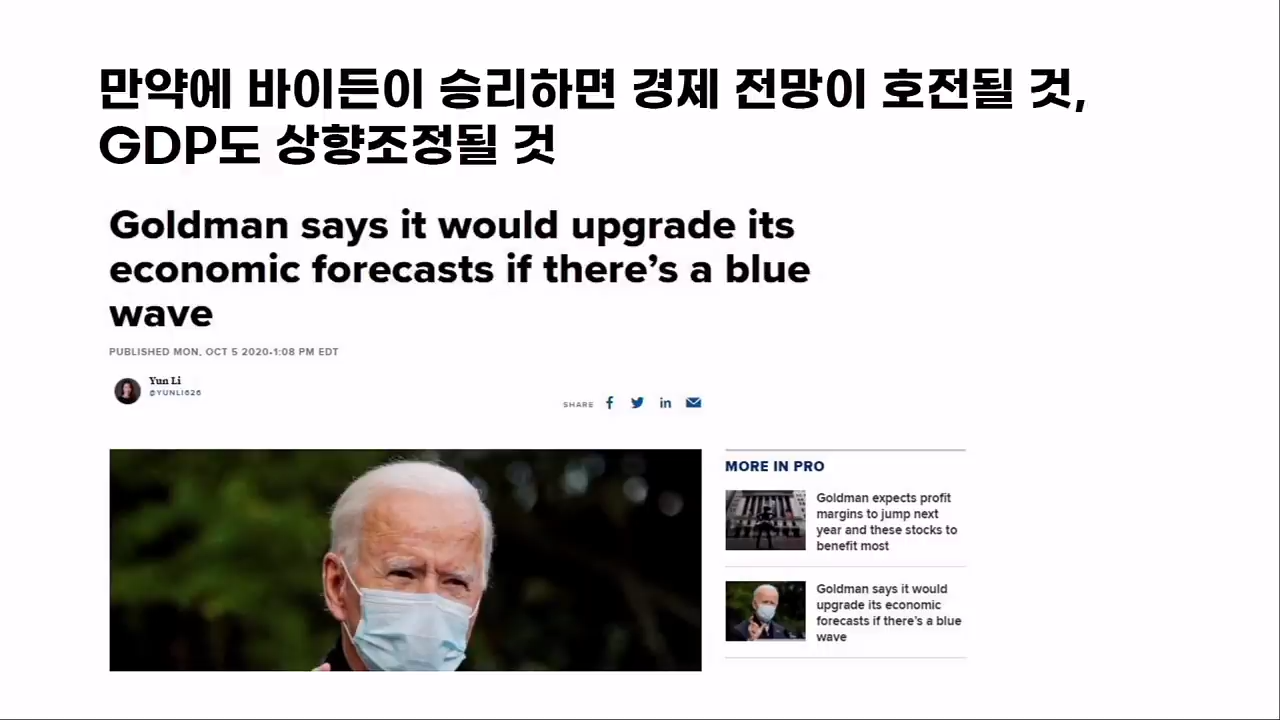 만약에 바이든이 승리하면 경제 전망이 호전될 것,
GDP도 상향조정될 것
Goldman says it would upgrade its
economic forecasts if there's a blue
wave
PUBLISHED MON, OCT 5 2020•1:08 PM EDT
Yun Li
@YUNLI626
SHARE
MORE IN PRO
Goldman expects profit
margins to jump next
year and these stocks to
benefit most
Goldman says it would
upgrade its economic
forecasts if there's a blue
wave